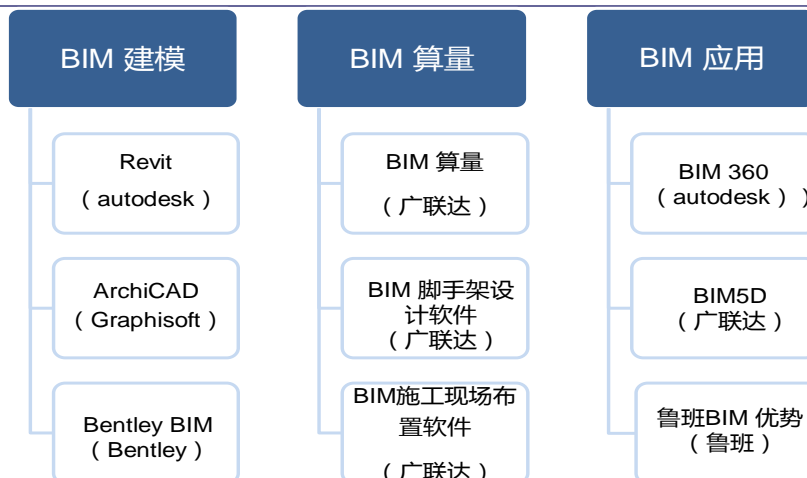 BIM 建模
Revit
（autodesk）
ArchiCAD
（Graphisoft）
Bentley BIM
（Bentley）
BIM 算量
BIM 算量
（广联达）
BIM 脚手架设
计软件
（广联达）
BIM施工现场布
置软件
（广联达）
BIM 应用
BIM 360
（autodesk））
BIM5D
（广联达）
鲁班BIM 优势
（鲁班）